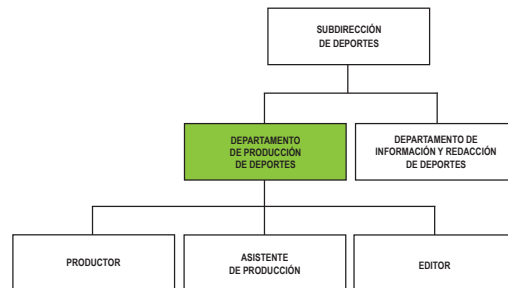 SUBDIRECCIÓN
DE DEPORTES
DEPARTAMENTO
DE PRODUCCIÓN
DE DEPORTES
DEPARTAMENTO DE
INFORMACIÓN Y REDACCIÓN
DE DEPORTES
PRODUCTOR
ASISTENTE
DE PRODUCCIÓN
EDITOR